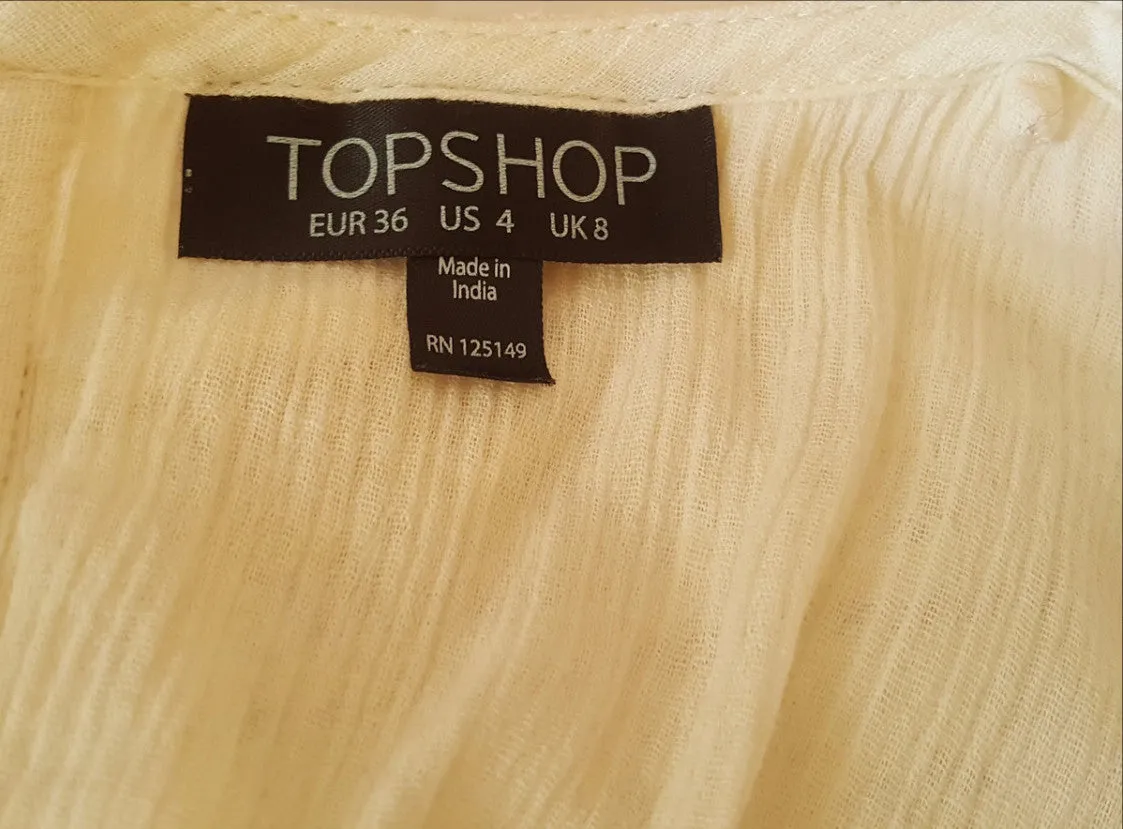 TOPSHOP
EUR 36 US 4 UK 8
Made in
India
RN 125149